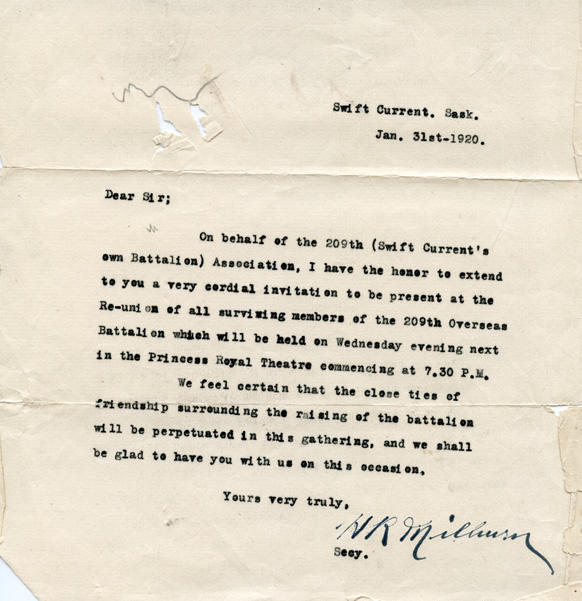 Swift Current. Sask.
Jan. 31st-1920.
Dear Sir;
On behalf of the 209th (Swift Current's
own Battalion) Association, I have the honor to extend
to you a very cordial invitation to be present at the
Re-union of all surviving members of the 209th Overseas
Battalion which will be held on Wednesday evening next
in the Princess Royal Theatre commencing at 7.30 P.M.
We feel certain that the close ties of
friendship surrounding the raising of the battalion
will be perpetuated in this gathering, and we shall
be glad to have you with us on this occasion.
Yours very truly,
H R Milburn
Secy.